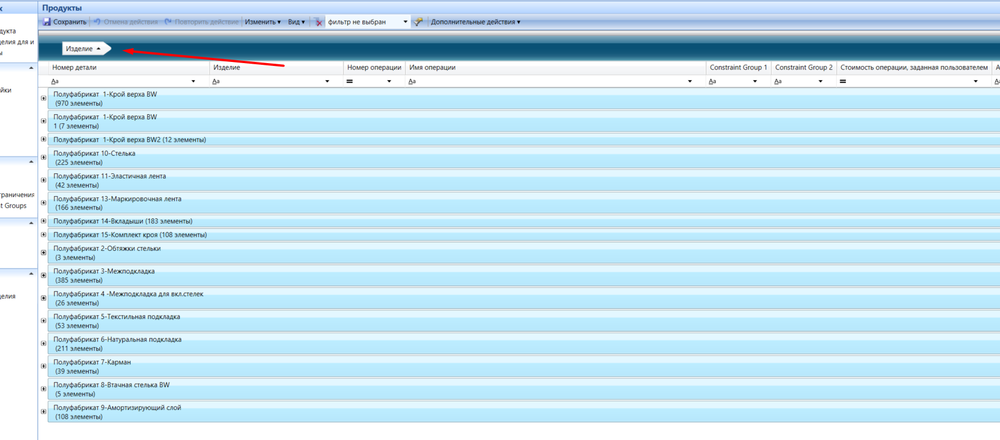 Продукты
Сохранить Отмена действия Повторить действие Изменить Вид фильтр не выбран Дополнительные действия
Изделие
Номер детали Изделие Номер операции Имя операции Constraint Group 1 Constraint Group 2 Стоимость операции, заданная пользователем
Aa Aa = Aa Aa Aa =
Полуфабрикат 1-Крой верха BW
(970 элементы)
Полуфабрикат 1-Крой верха BW
1 (7 элементы)
Полуфабрикат 1-Крой верха BW2 (12 элементы)
Полуфабрикат 10-Стелька
(225 элементы)
Полуфабрикат 11-Эластичная лента
(42 элементы)
Полуфабрикат 13-Маркировочная лента
(166 элементы)
Полуфабрикат 14-Вкладыши (183 элементы)
Полуфабрикат 15-Комплект кроя (108 элементы)
Полуфабрикат 2-Обтяжки стельки
(3 элементы)
Полуфабрикат 3-Межподкладка
(385 элементы)
Полуфабрикат 4 -Межподкладка для вкл.стелек
(26 элементы)
Полуфабрикат 5-Текстильная подкладка
(53 элементы)
Полуфабрикат 6-Натуральная подкладка
(211 элементы)
Полуфабрикат 7-Карман
(39 элементы)
Полуфабрикат 8-Втачная стелька BW
(5 элементы)
Полуфабрикат 9-Амортизирующий слой
(108 элементы)
для и
Groups